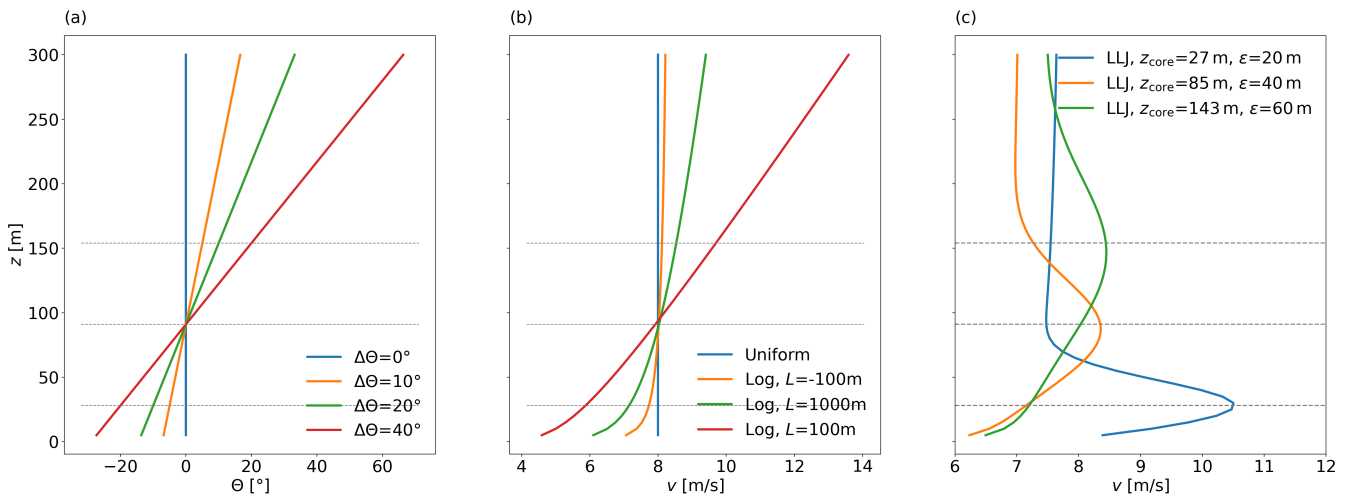 (a)
300
250
200
150
100
50
0
z [m]
−20
0
20
40
60
Θ [°]
ΔΘ=0°
ΔΘ=10°
ΔΘ=20°
ΔΘ=40°
(b)
4
6
8
10
12
14
v [m/s]
Uniform
Log, L=-100m
Log, L=1000m
Log, L=100m
(c)
LLJ, z_core=27 m, ε=20 m
LLJ, z_core=85 m, ε=40 m
LLJ, z_core=143 m, ε=60 m
6
7
8
9
10
11
12
v [m/s]